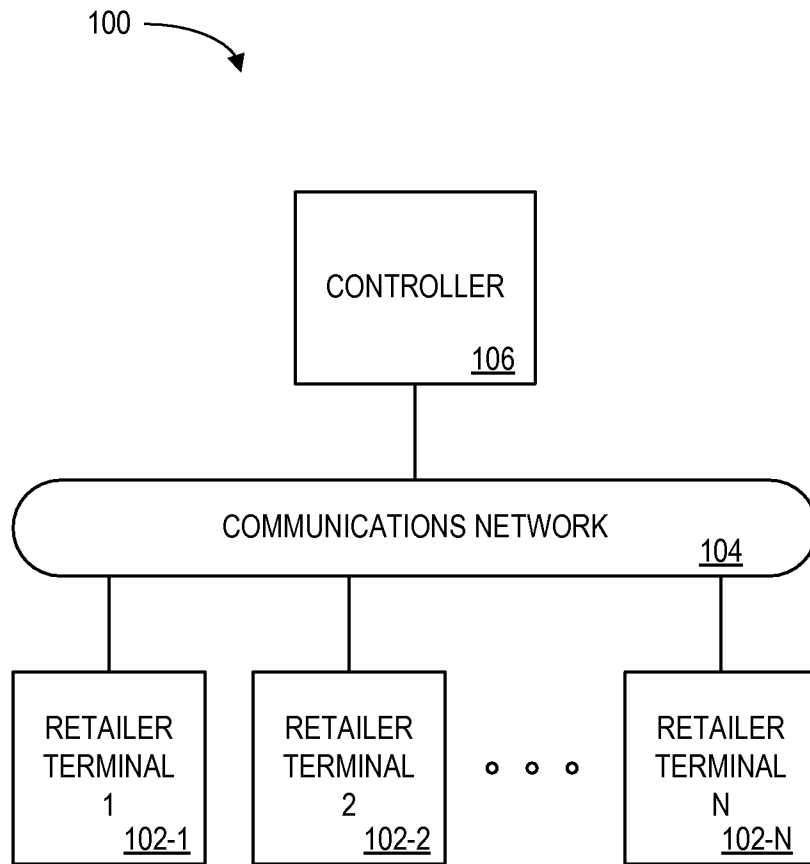 100
CONTROLLER
106
COMMUNICATIONS NETWORK
104
RETAILER
TERMINAL
1
102-1
RETAILER
TERMINAL
2
102-2
RETAILER
TERMINAL
N
102-N